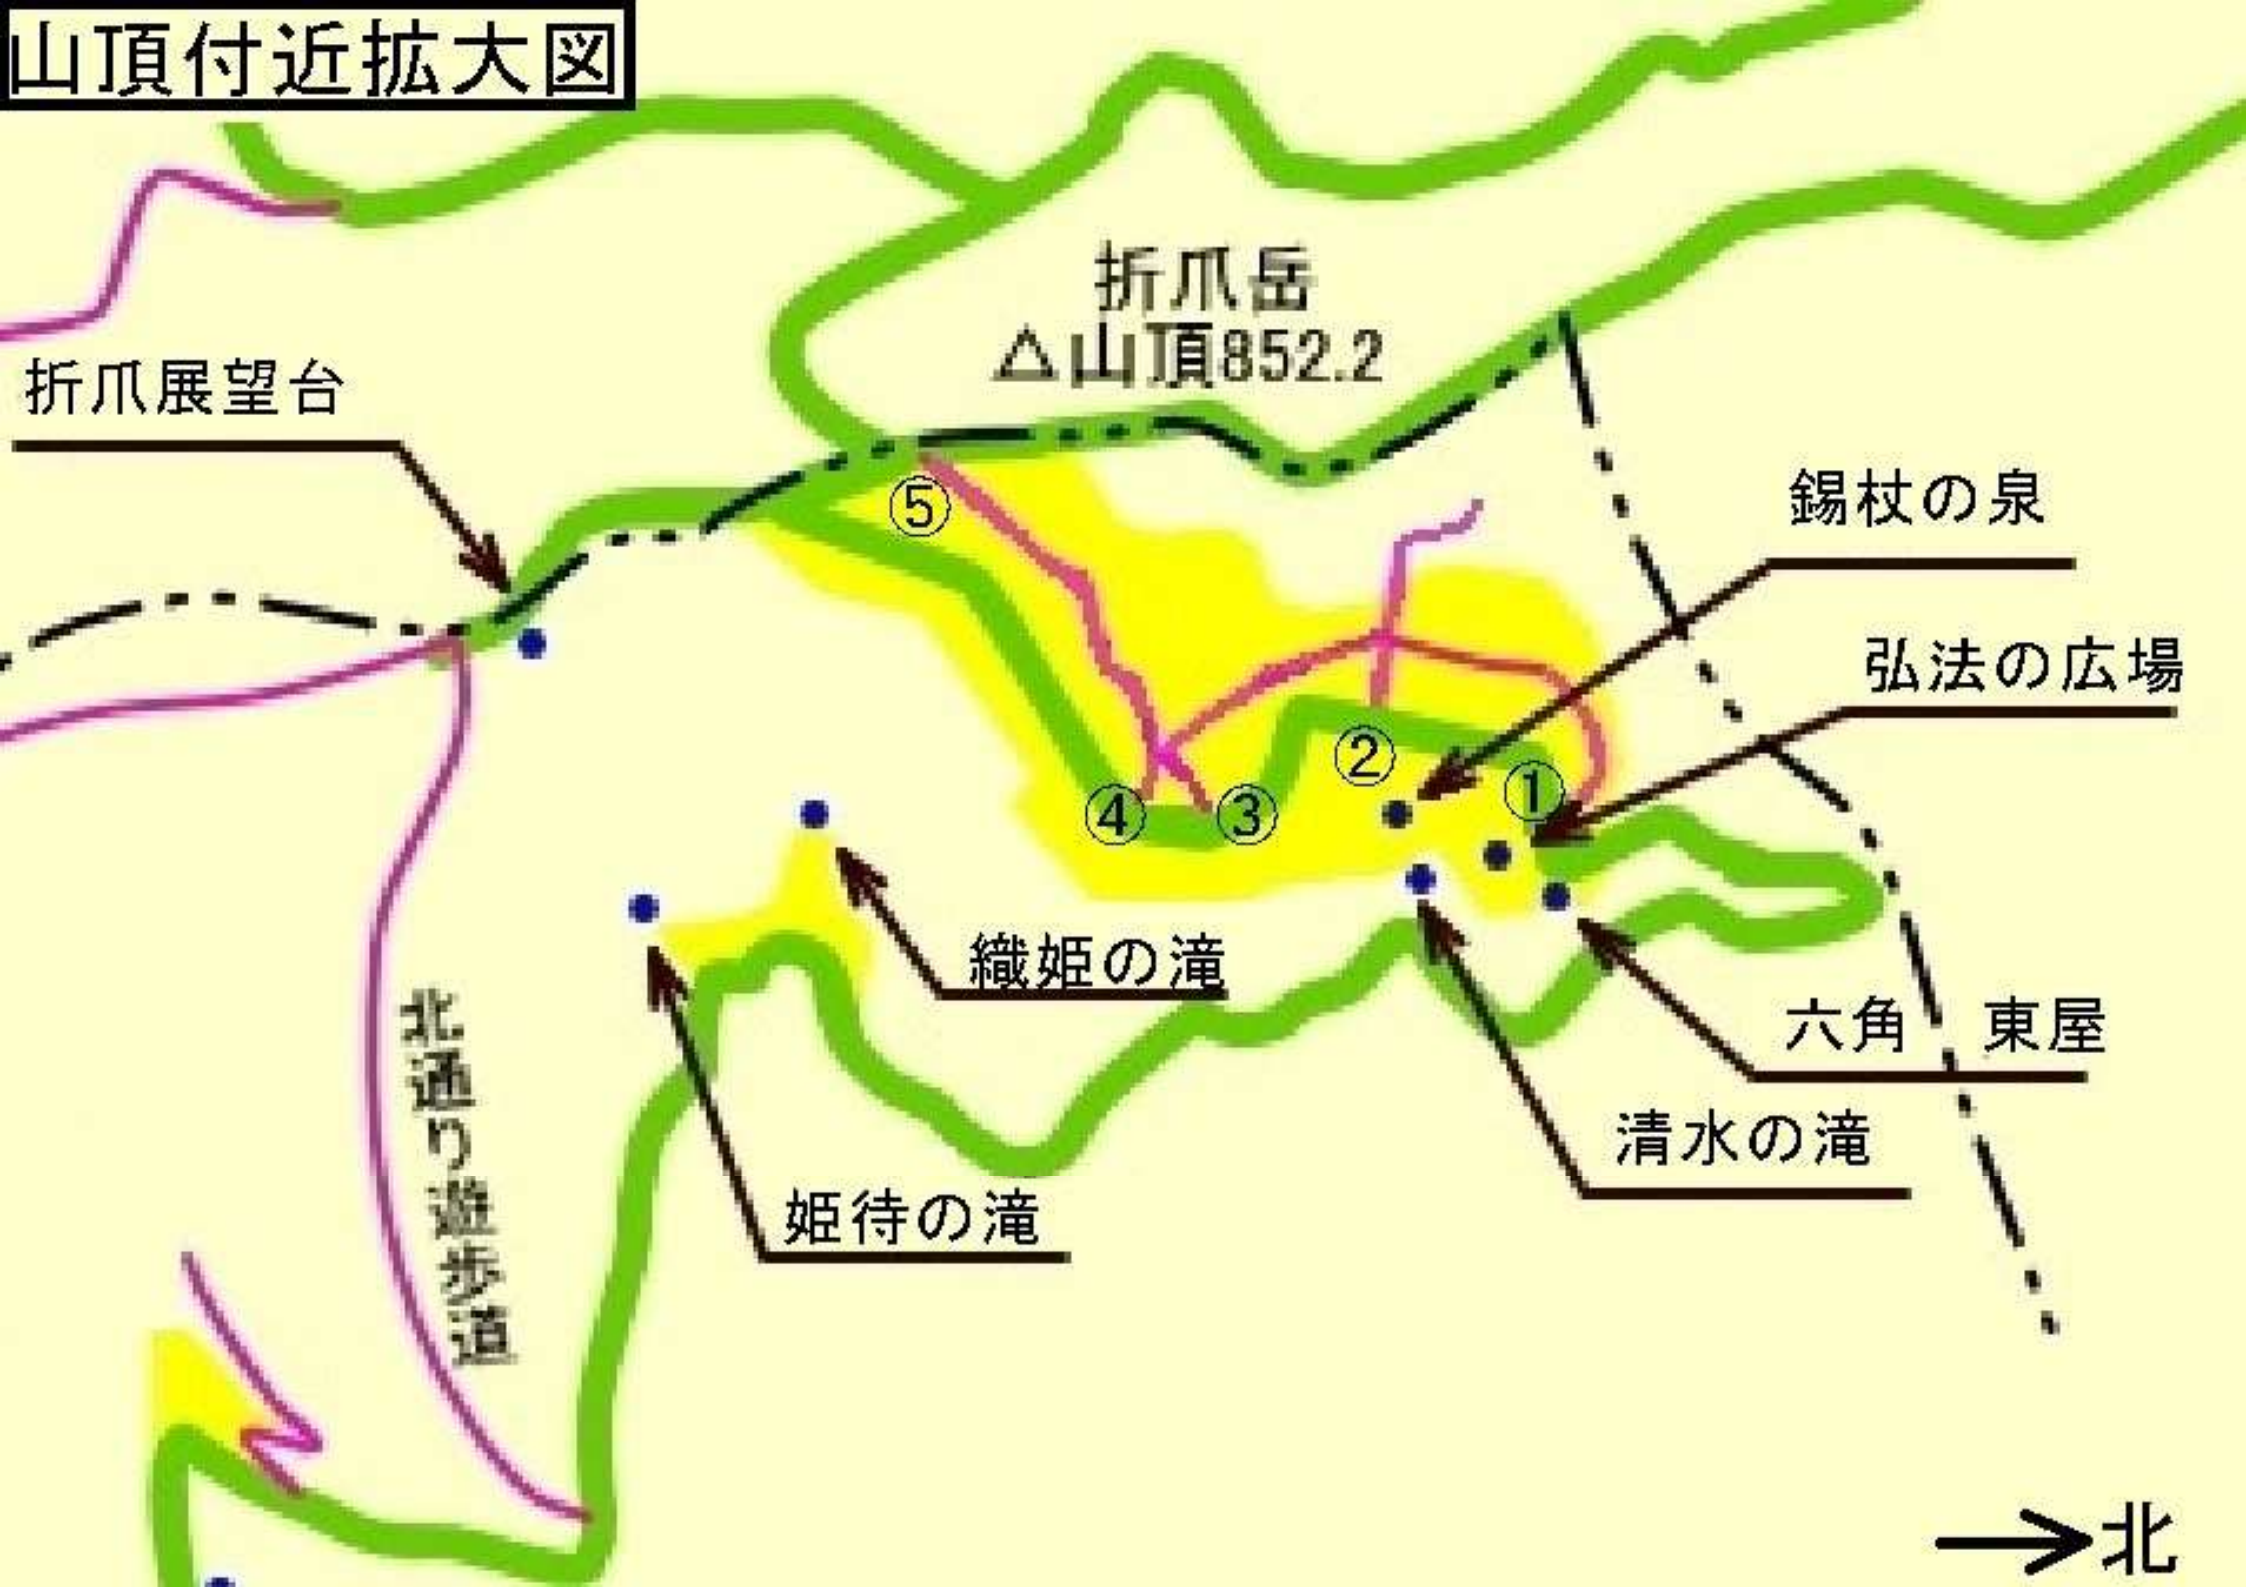 山頂付近拡大図
折爪岳
△山頂852.2
折爪展望台
錫杖の泉
⑤
弘法の広場
②
①
④
③
織姫の滝
六角 東屋
北通り遊歩道
清水の滝
姫待の滝
北